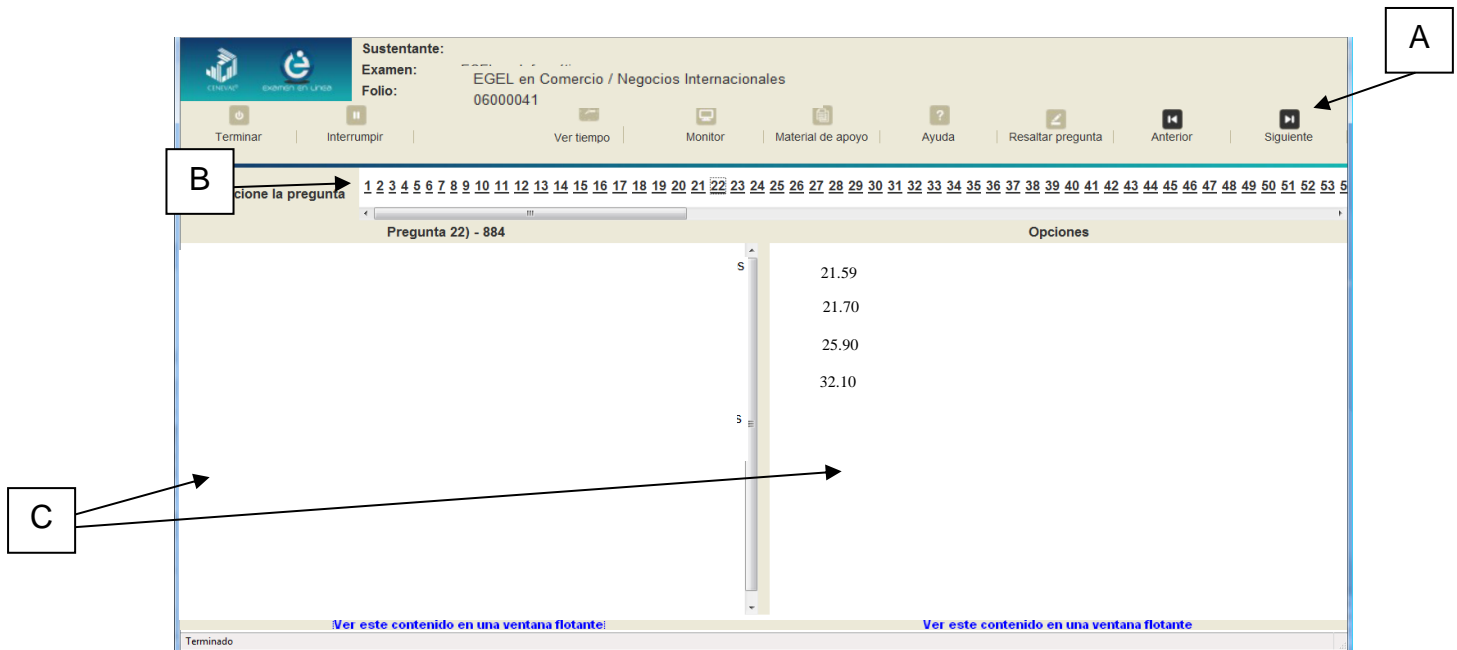 A
Sustentante:
Examen:
EGEL en Comercio / Negocios Internacionales
Folio:
06000041
CENEVAL
examen en Línea
Terminar
Interrumpir
Ver tiempo
Monitor
Material de apoyo
Ayuda
Resaltar pregunta
Anterior
Siguiente
B
cione la pregunta
1 2 3 4 5 6 7 8 9 10 11 12 13 14 15 16 17 18 19 20 21 22 23 24 25 26 27 28 29 30 31 32 33 34 35 36 37 38 39 40 41 42 43 44 45 46 47 48 49 50 51 52 53 5
Pregunta 22) - 884
Opciones
s
21.59
21.70
25.90
32.10
s
C
Ver este contenido en una ventana flotante
Ver este contenido en una ventana flotante
Terminado